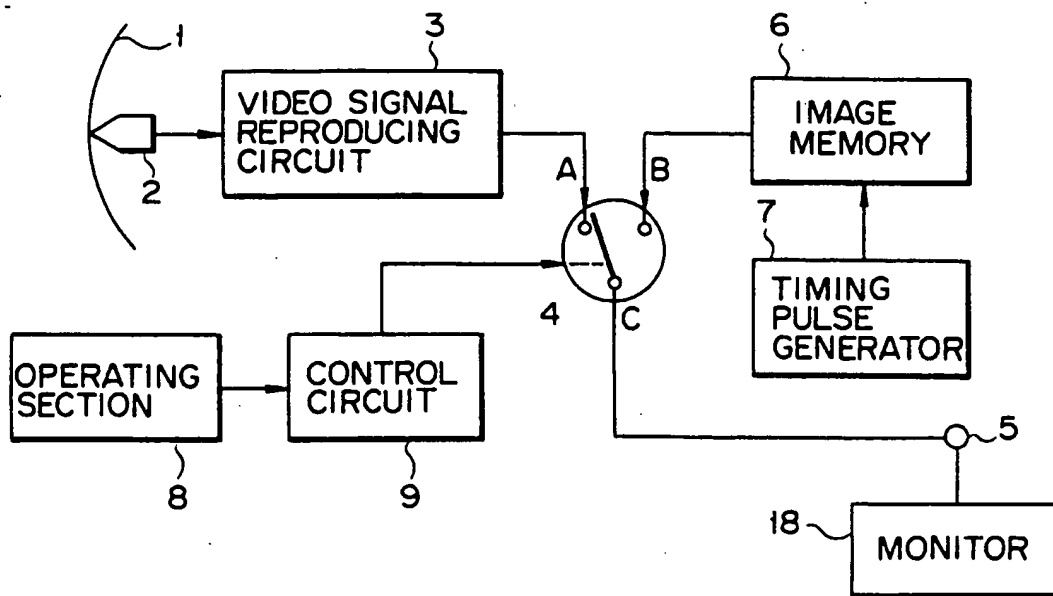 1
3
6
VIDEO SIGNAL
REPRODUCING
CIRCUIT
IMAGE
MEMORY
2
A
B
7
TIMING
PULSE
GENERATOR
4
C
OPERATING
SECTION
CONTROL
CIRCUIT
5
8
9
18
MONITOR